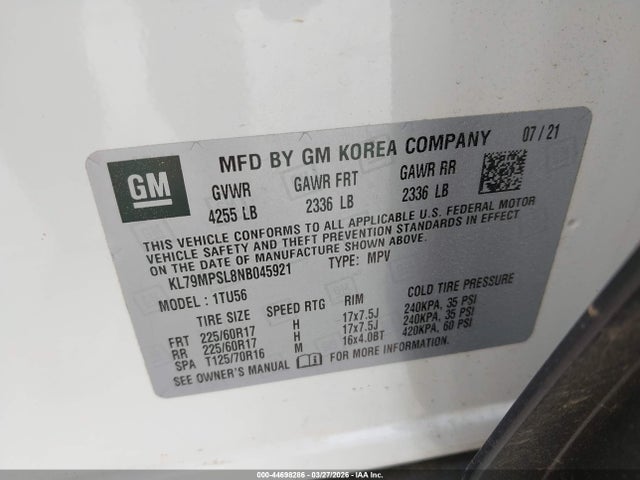 GM
MFD BY GM KOREA COMPANY 07/21
GVWR GAWR FRT GAWR RR
4255 LB 2336 LB 2336 LB
THIS VEHICLE CONFORMS TO ALL APPLICABLE U.S. FEDERAL MOTOR
VEHICLE SAFETY AND THEFT PREVENTION STANDARDS IN EFFECT
ON THE DATE OF MANUFACTURE SHOWN ABOVE.
KL79MPSL8NB045921 TYPE: MPV
MODEL: 1TU56
TIRE SIZE SPEED RTG RIM COLD TIRE PRESSURE
FRT 225/60R17 H 17x7.5J 240KPA, 35 PSI
RR 225/60R17 H 17x7.5J 240KPA, 35 PSI
SPA T125/70R16 M 16x4.0BT 420KPA, 60 PSI
SEE OWNER'S MANUAL FOR MORE INFORMATION.
000-44698206 - 03/27/2026 - IAA Inc.